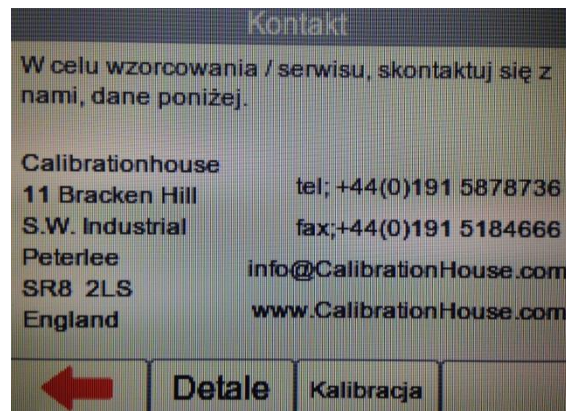 Kontakt
W celu wzorcowania / serwisu, skontaktuj się z
nami, dane poniżej.
Calibrationhouse
11 Bracken Hill
S.W. Industrial
Peterlee
SR8 2LS
England
tel; +44(0)191 5878736
fax;+44(0)191 5184666
info@CalibrationHouse.com
www.CalibrationHouse.com
Detale
Kalibracja